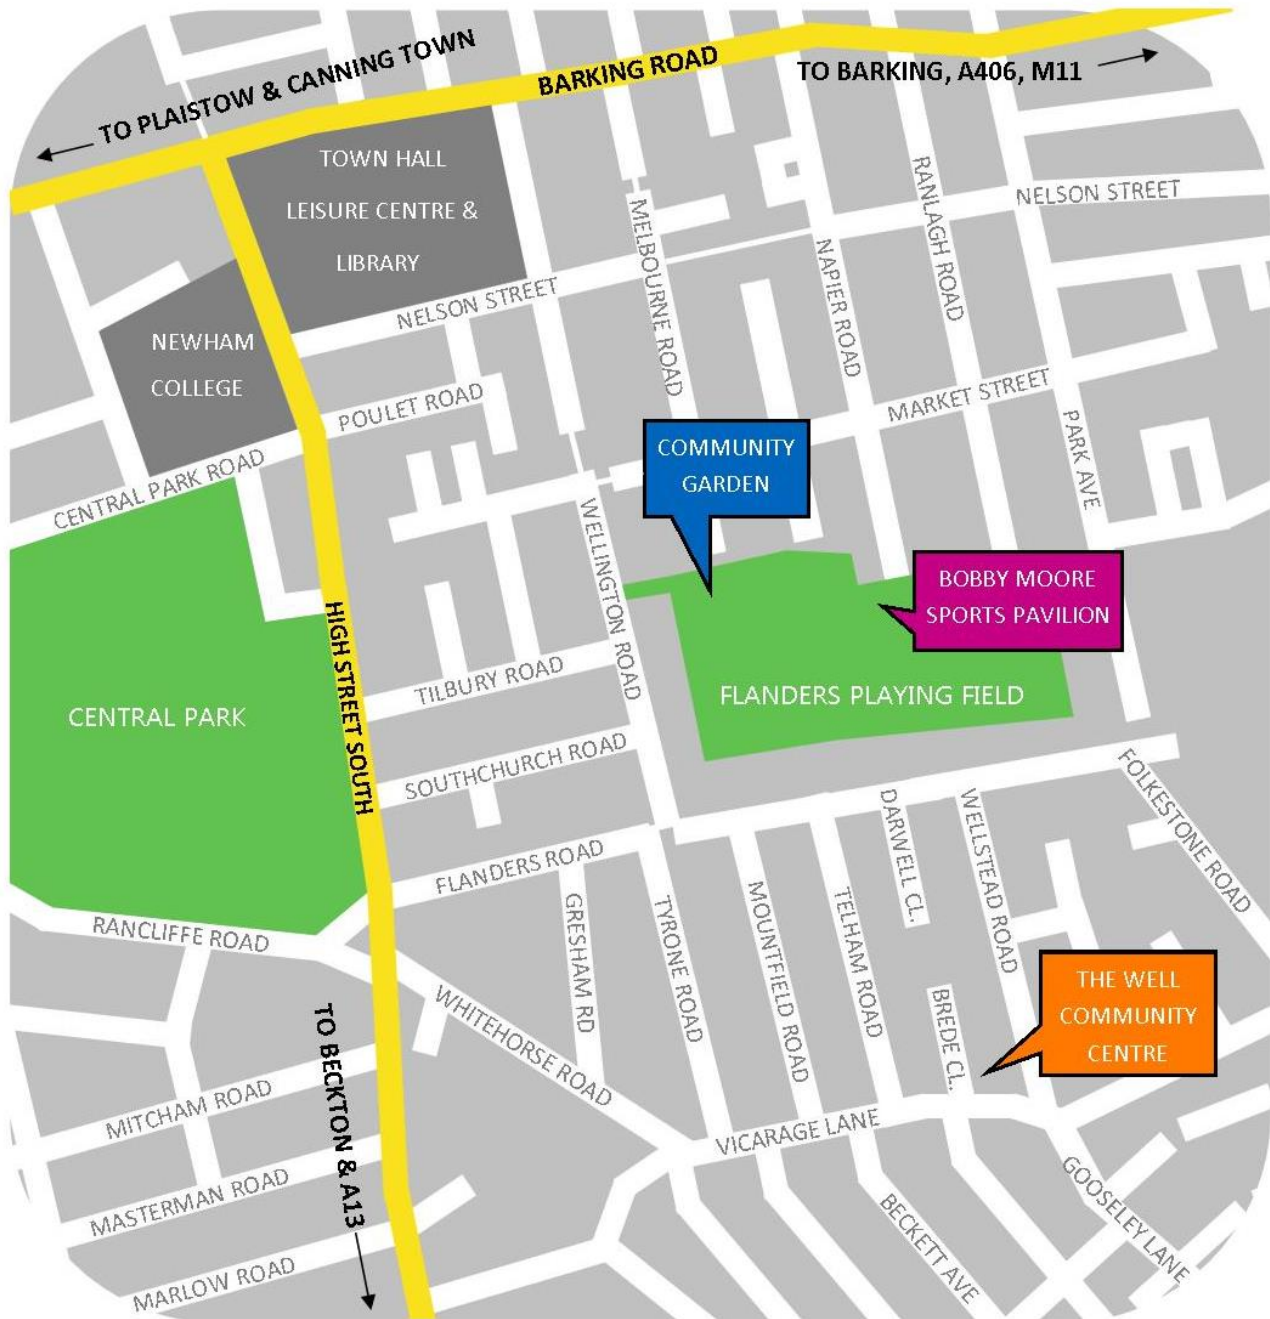 TO PLAISTOW & CANNING TOWN
BARKING ROAD
TO BARKING, A406, M11
TOWN HALL
LEISURE CENTRE &
LIBRARY
NELSON STREET
RANLAGH ROAD
MELBOURNE ROAD
NAPIER ROAD
NELSON STREET
NEWHAM
COLLEGE
POULET ROAD
MARKET STREET
PARK AVE
CENTRAL PARK ROAD
COMMUNITY
GARDEN
WELLINGTON ROAD
BOBBY MOORE
SPORTS PAVILION
HIGH STREET SOUTH
TILBURY ROAD
FLANDERS PLAYING FIELD
CENTRAL PARK
SOUTHCHURCH ROAD
FOLKESTONE ROAD
FLANDERS ROAD
DARWELL CL.
WELLSTEAD ROAD
GRESHAM RD
TYRONE ROAD
MOUNTFIELD ROAD
TELHAM ROAD
RANCLIFFE ROAD
BREDE CL.
THE WELL
COMMUNITY
CENTRE
WHITEHORSE ROAD
TO BECKTON & A13
MITCHAM ROAD
VICARAGE LANE
MASTERMAN ROAD
GOOSELEY LANE
BECKETT AVE
MARLOW ROAD